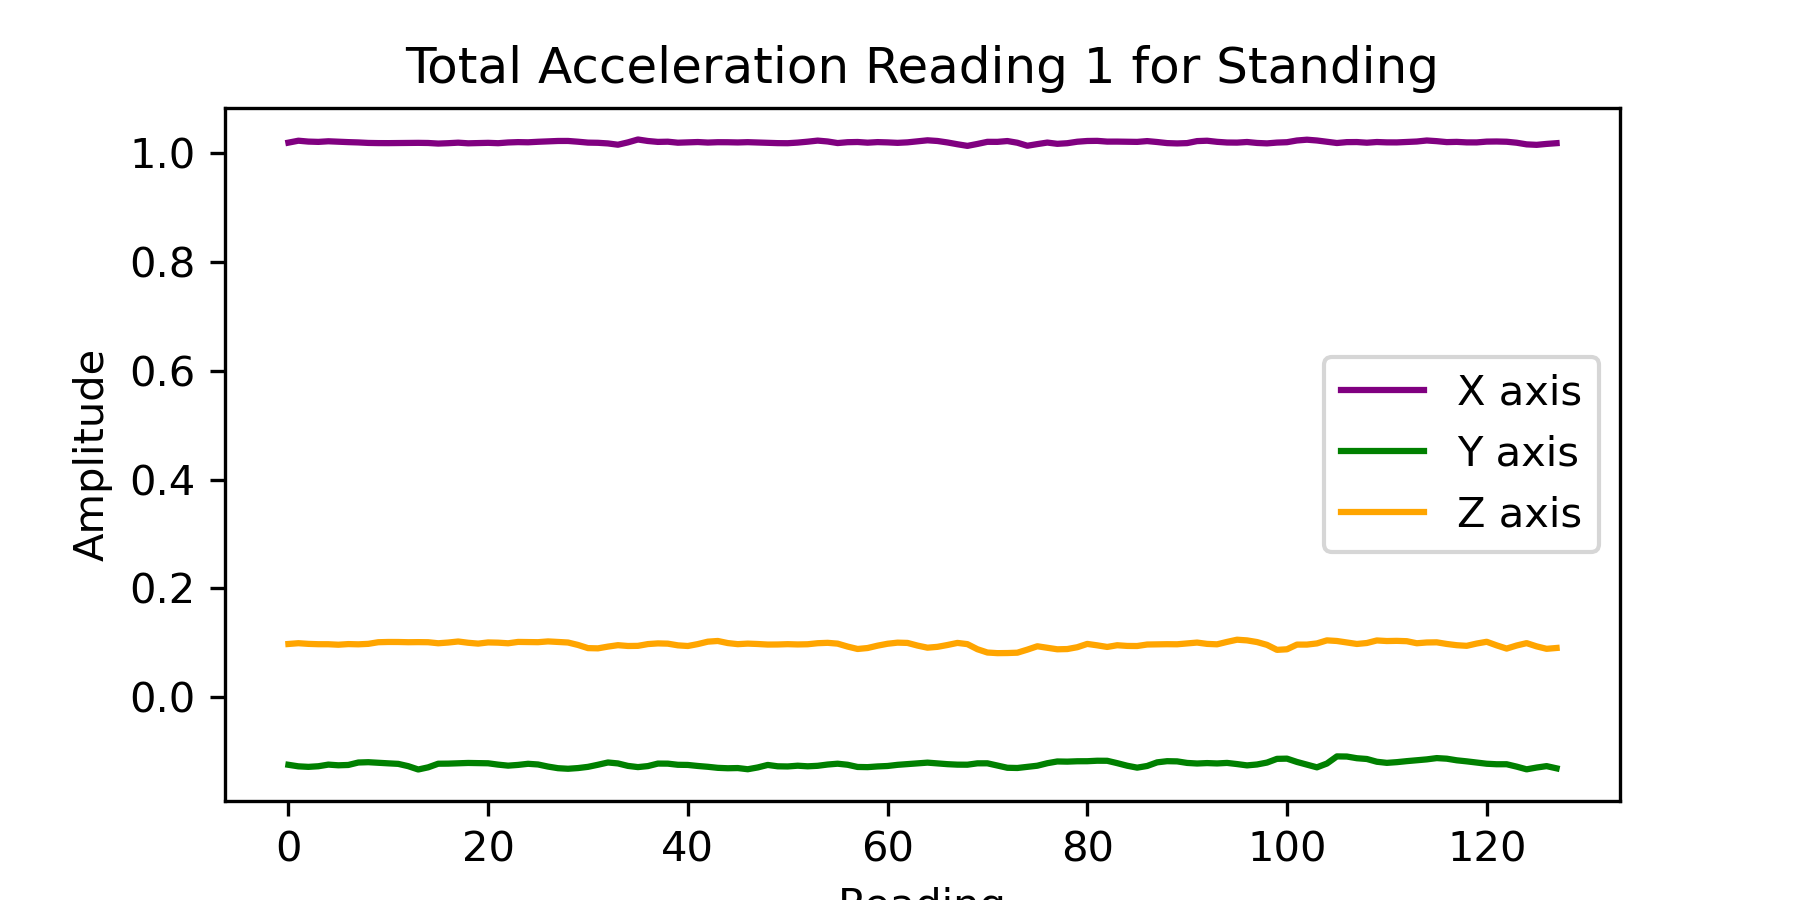 Total Acceleration Reading 1 for Standing
1.0
0.8
0.6
0.4
0.2
0.0
Amplitude
X axis
Y axis
Z axis
0 20 40 60 80 100 120
Reading